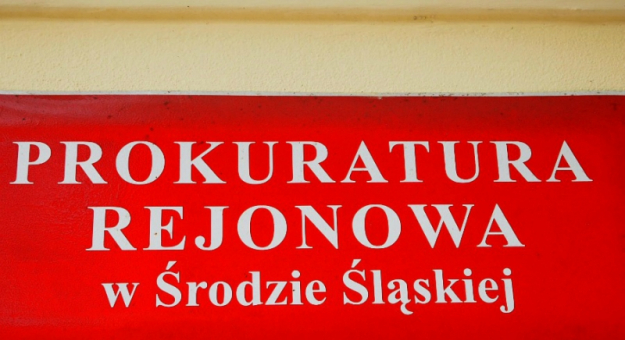 PROKURATURA
REJONOWA
w Środzie Śląskiej